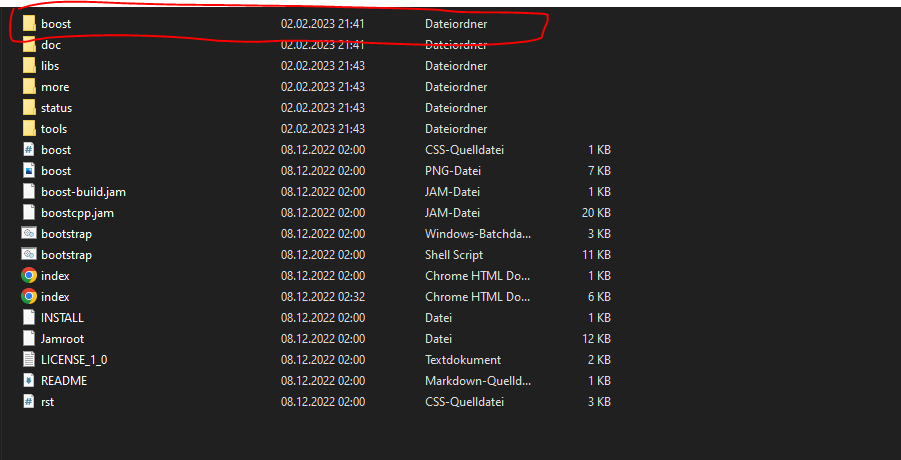 boost 02.02.2023 21:41 Dateiordner
doc 02.02.2023 21:41 Dateiordner
libs 02.02.2023 21:43 Dateiordner
more 02.02.2023 21:43 Dateiordner
status 02.02.2023 21:43 Dateiordner
tools 02.02.2023 21:43 Dateiordner
boost 08.12.2022 02:00 CSS-Quelldatei 1 KB
boost 08.12.2022 02:00 PNG-Datei 7 KB
boost-build.jam 08.12.2022 02:00 JAM-Datei 1 KB
boostcpp.jam 08.12.2022 02:00 JAM-Datei 20 KB
bootstrap 08.12.2022 02:00 Windows-Batchda... 3 KB
bootstrap 08.12.2022 02:00 Shell Script 11 KB
index 08.12.2022 02:00 Chrome HTML Do... 1 KB
index 08.12.2022 02:32 Chrome HTML Do... 6 KB
INSTALL 08.12.2022 02:00 Datei 1 KB
Jamroot 08.12.2022 02:00 Datei 12 KB
LICENSE_1_0 08.12.2022 02:00 Textdokument 2 KB
README 08.12.2022 02:00 Markdown-Quelld... 1 KB
rst 08.12.2022 02:00 CSS-Quelldatei 3 KB